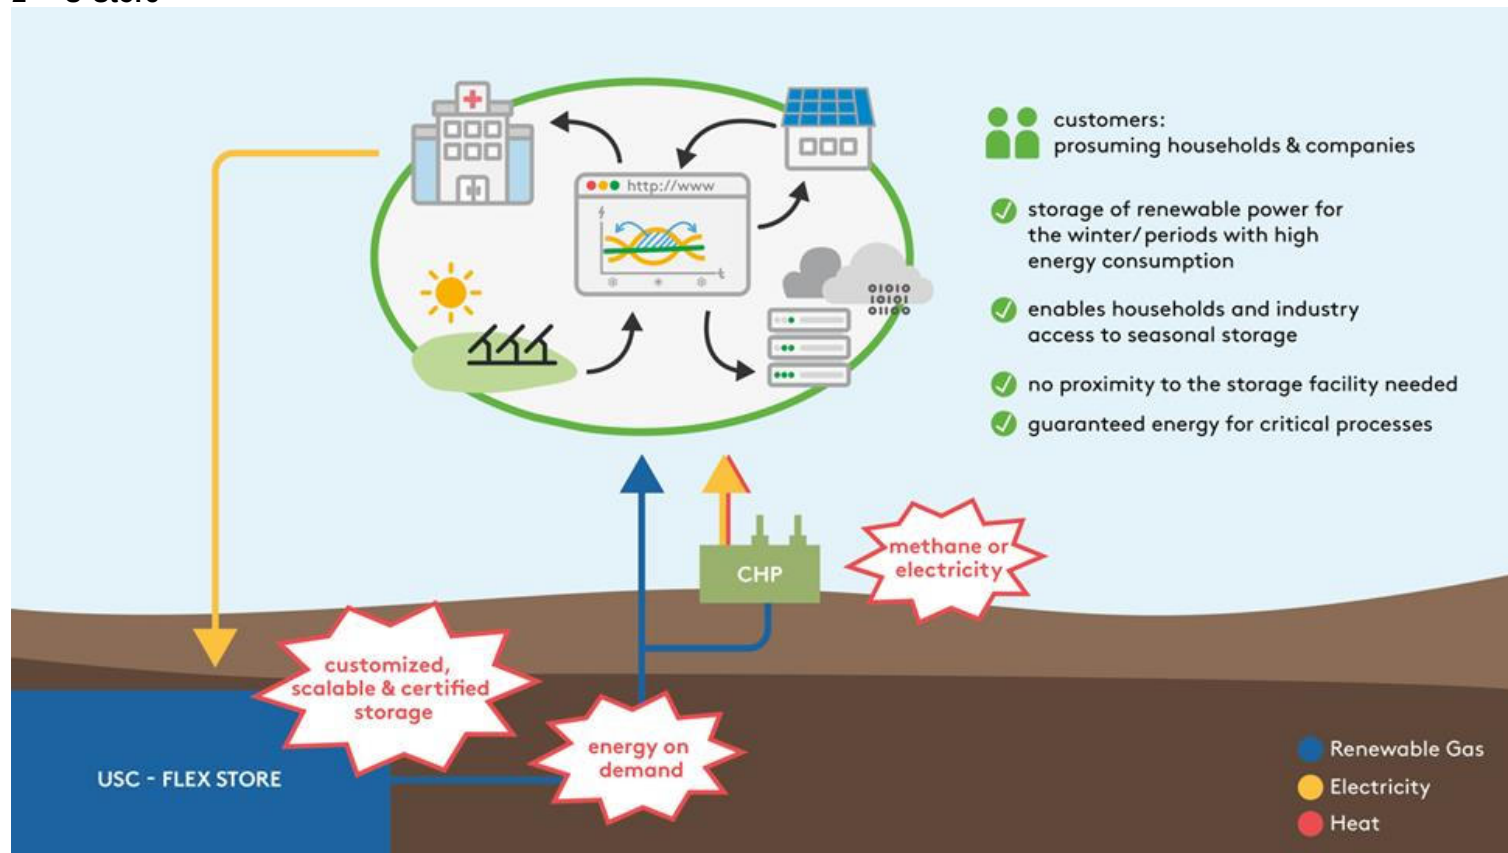 customers:
prosuming households & companies
storage of renewable power for
the winter/periods with high
energy consumption
enables households and industry
access to seasonal storage
no proximity to the storage facility needed
guaranteed energy for critical processes
http://www
t
01010
10101
01100
CHP
methane or
electricity
customized,
scalable & certified
storage
energy on
demand
USC - FLEX STORE
Renewable Gas
Electricity
Heat